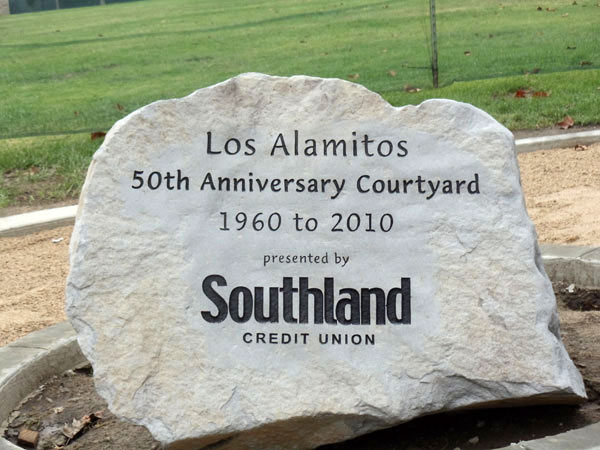 Los Alamitos
50th Anniversary Courtyard
1960 to 2010
presented by
Southland
CREDIT UNION